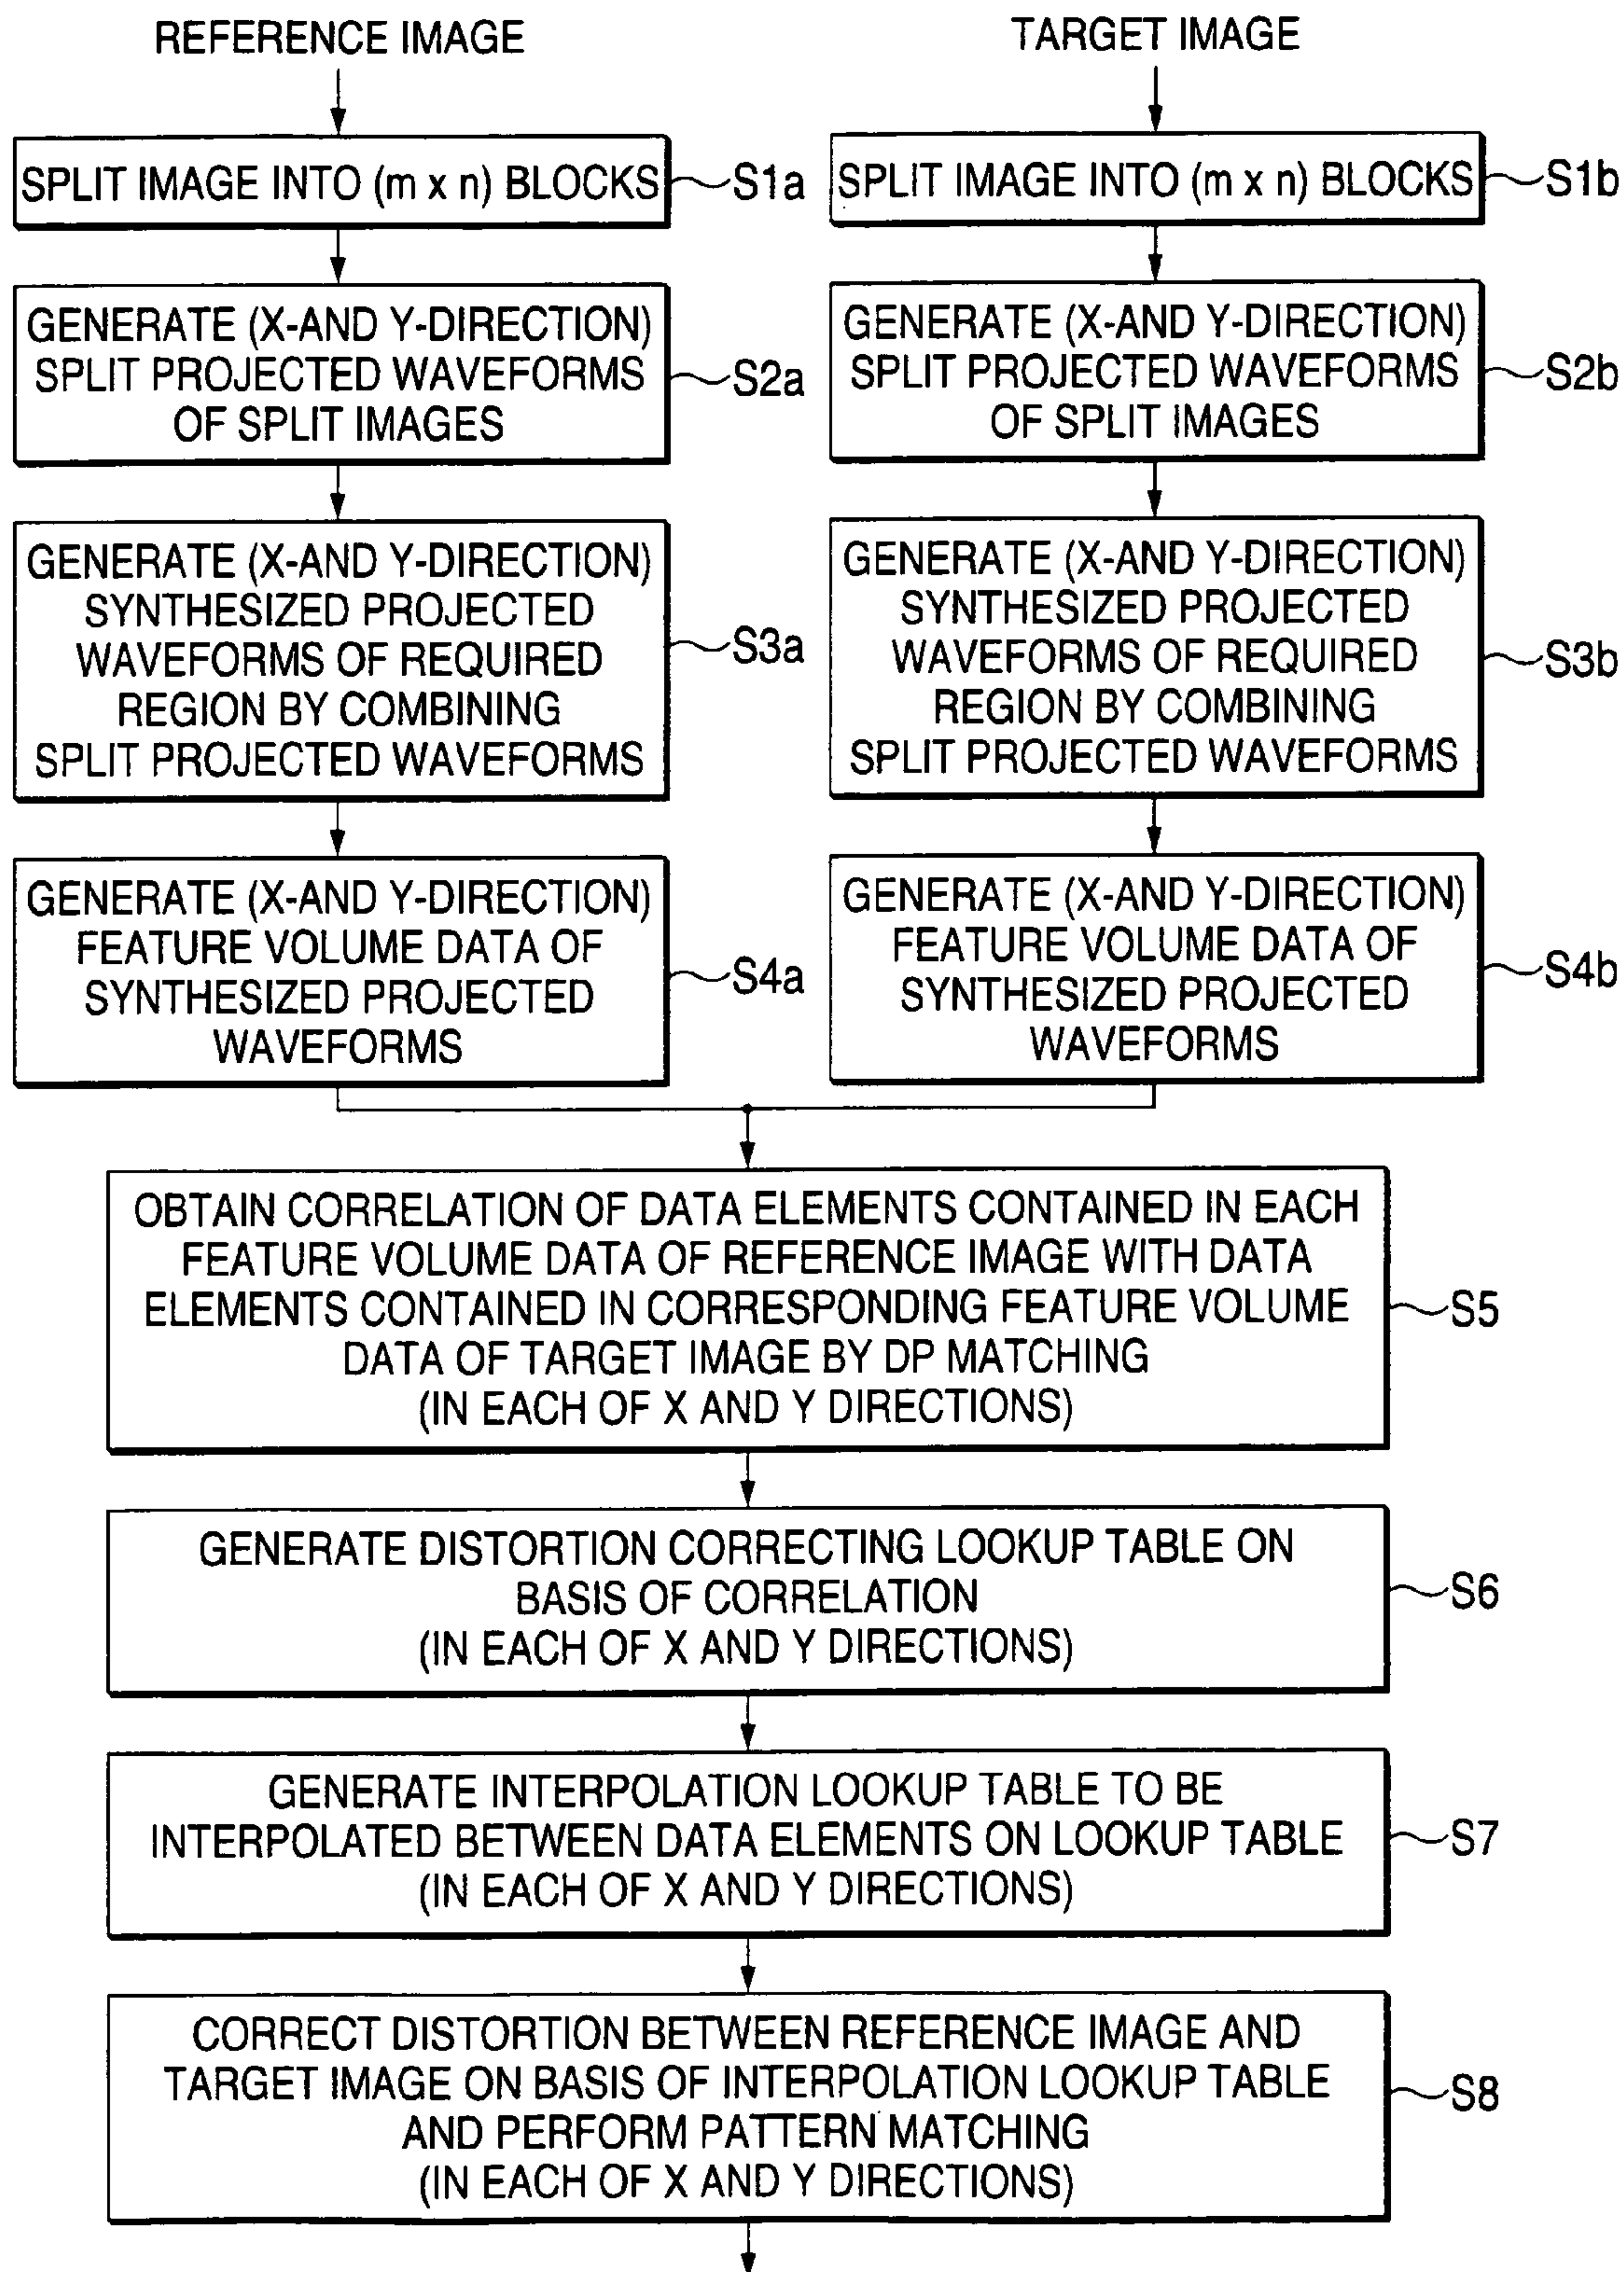 REFERENCE IMAGE
SPLIT IMAGE INTO (m x n) BLOCKS
S1a
GENERATE (X-AND Y-DIRECTION)
SPLIT PROJECTED WAVEFORMS
OF SPLIT IMAGES
S2a
GENERATE (X-AND Y-DIRECTION)
SYNTHESIZED PROJECTED
WAVEFORMS OF REQUIRED
REGION BY COMBINING
SPLIT PROJECTED WAVEFORMS
S3a
GENERATE (X-AND Y-DIRECTION)
FEATURE VOLUME DATA OF
SYNTHESIZED PROJECTED
WAVEFORMS
S4a
TARGET IMAGE
SPLIT IMAGE INTO (m x n) BLOCKS
S1b
GENERATE (X-AND Y-DIRECTION)
SPLIT PROJECTED WAVEFORMS
OF SPLIT IMAGES
S2b
GENERATE (X-AND Y-DIRECTION)
SYNTHESIZED PROJECTED
WAVEFORMS OF REQUIRED
REGION BY COMBINING
SPLIT PROJECTED WAVEFORMS
S3b
GENERATE (X-AND Y-DIRECTION)
FEATURE VOLUME DATA OF
SYNTHESIZED PROJECTED
WAVEFORMS
S4b
OBTAIN CORRELATION OF DATA ELEMENTS CONTAINED IN EACH
FEATURE VOLUME DATA OF REFERENCE IMAGE WITH DATA
ELEMENTS CONTAINED IN CORRESPONDING FEATURE VOLUME
DATA OF TARGET IMAGE BY DP MATCHING
(IN EACH OF X AND Y DIRECTIONS)
S5
GENERATE DISTORTION CORRECTING LOOKUP TABLE ON
BASIS OF CORRELATION
(IN EACH OF X AND Y DIRECTIONS)
S6
GENERATE INTERPOLATION LOOKUP TABLE TO BE
INTERPOLATED BETWEEN DATA ELEMENTS ON LOOKUP TABLE
(IN EACH OF X AND Y DIRECTIONS)
S7
CORRECT DISTORTION BETWEEN REFERENCE IMAGE AND
TARGET IMAGE ON BASIS OF INTERPOLATION LOOKUP TABLE
AND PERFORM PATTERN MATCHING
(IN EACH OF X AND Y DIRECTIONS)
S8